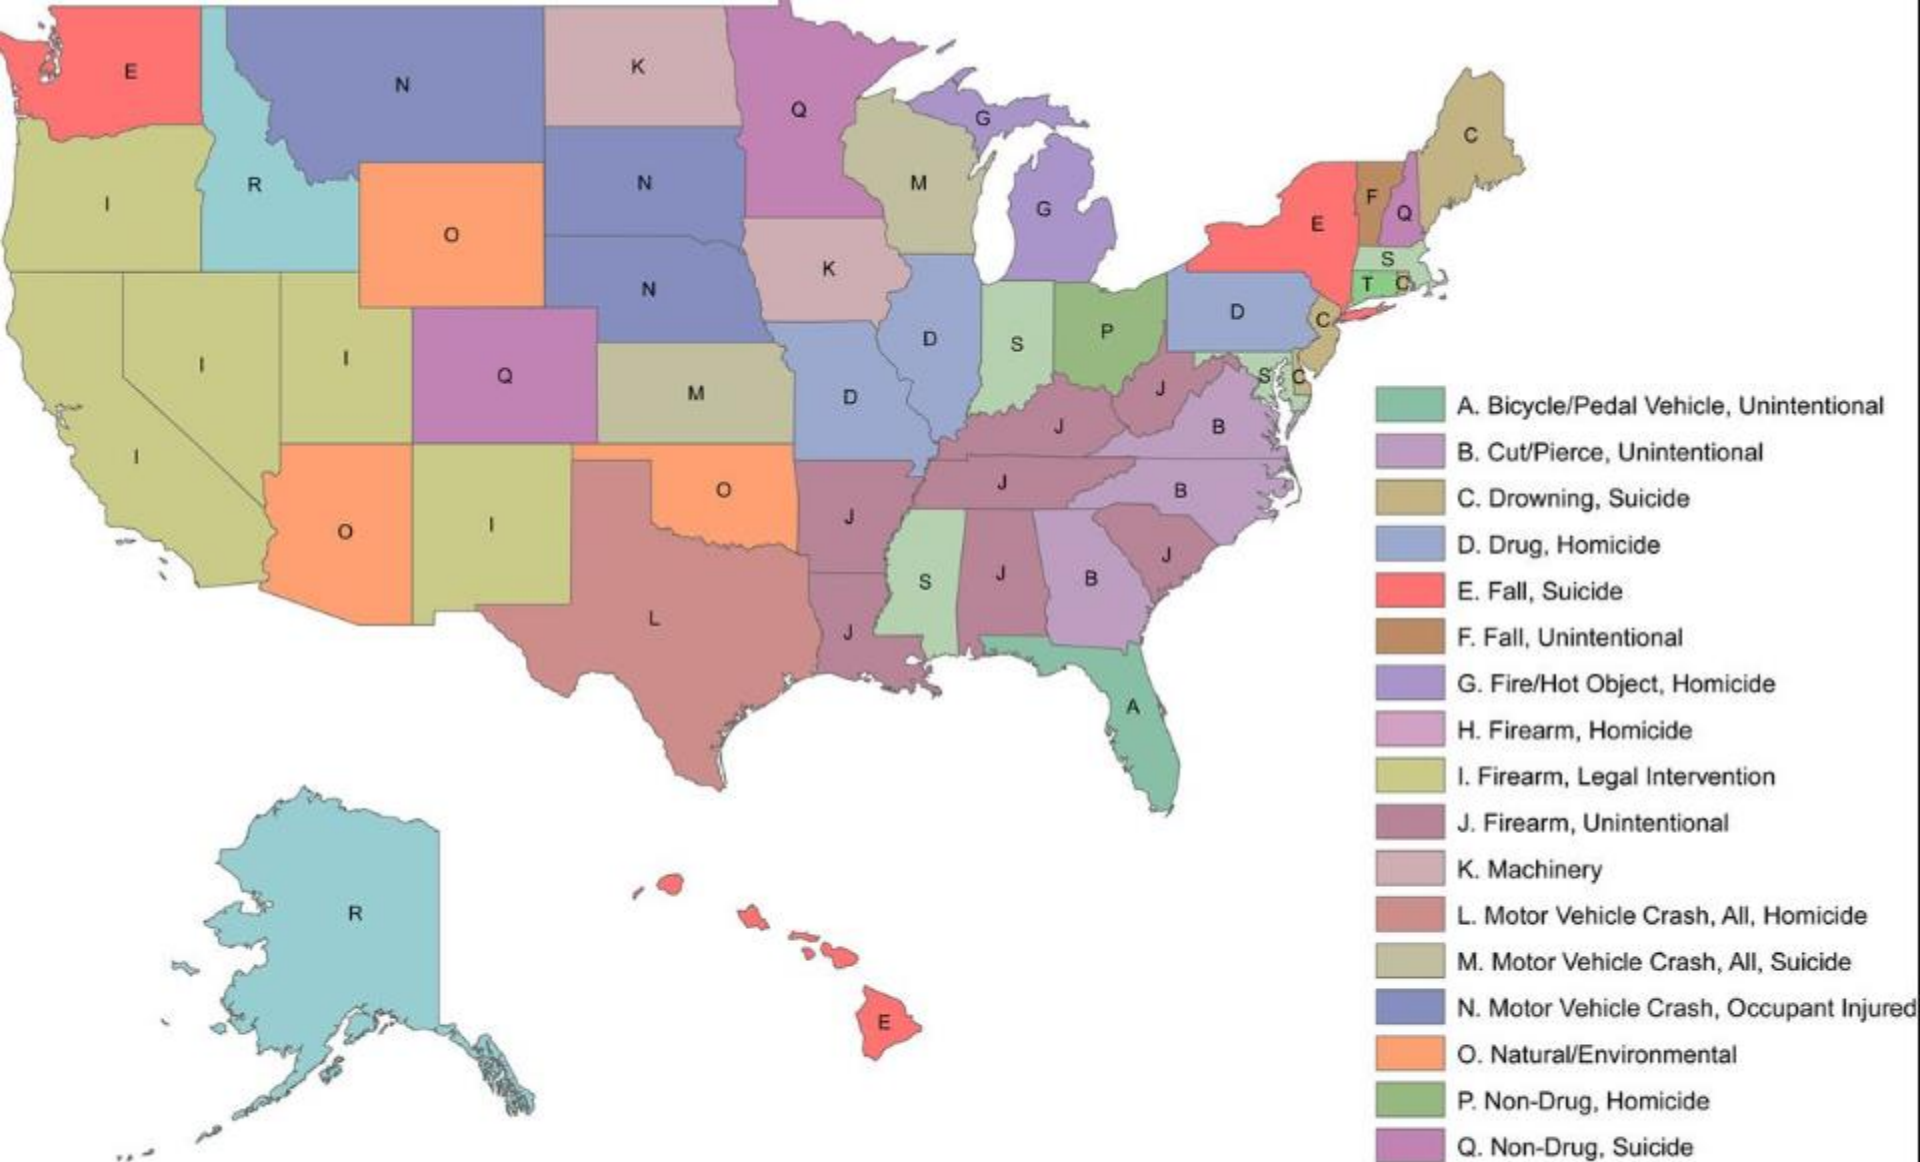 E
N
K
Q
G
C
I
R
O
N
M
G
E
F
Q
N
K
S
T
C
I
I
Q
M
D
D
S
P
D
C
J
S
C
I
O
I
O
J
J
J
B
B
L
J
J
S
J
B
J
A
R
E
A. Bicycle/Pedal Vehicle, Unintentional
B. Cut/Pierce, Unintentional
C. Drowning, Suicide
D. Drug, Homicide
E. Fall, Suicide
F. Fall, Unintentional
G. Fire/Hot Object, Homicide
H. Firearm, Homicide
I. Firearm, Legal Intervention
J. Firearm, Unintentional
K. Machinery
L. Motor Vehicle Crash, All, Homicide
M. Motor Vehicle Crash, All, Suicide
N. Motor Vehicle Crash, Occupant Injured
O. Natural/Environmental
P. Non-Drug, Homicide
Q. Non-Drug, Suicide